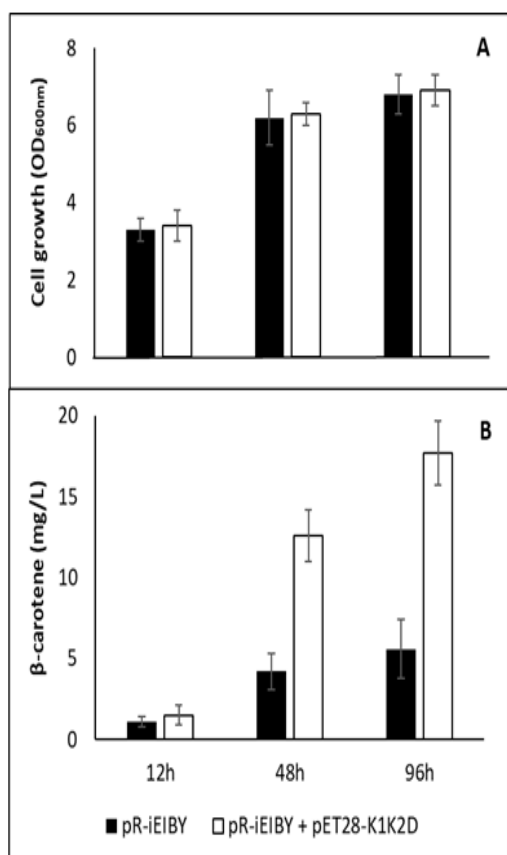 A
Cell growth (OD600nm)
8
6
4
2
0
B
β-carotene (mg/L)
20
15
10
5
0
12h 48h 96h
pR-iEIBY pR-iEIBY + pET28-K1K2D